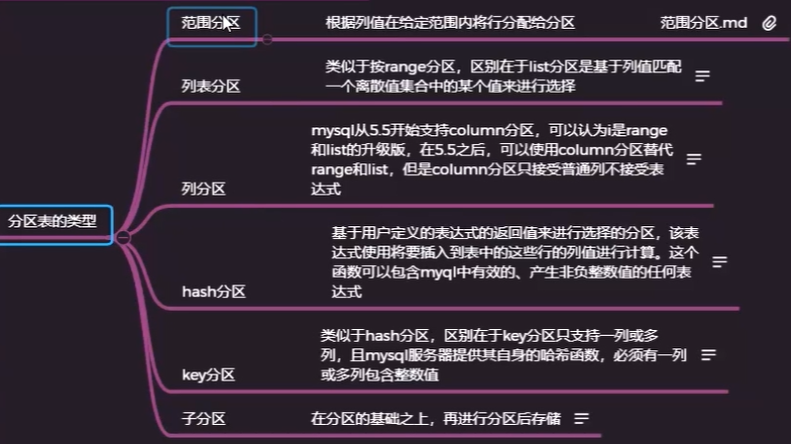 范围分区
根据列值在给定范围内将行分配给分区
范围分区.md
列表分区
类似于按range分区，区别在于list分区是基于列值匹配
一个离散值集合中的某个值来进行选择
列分区
mysql从5.5开始支持column分区，可以认为i是range
和list的升级版，在5.5之后，可以使用column分区替代
range和list，但是column分区只接受普通列不接受表
达式
分区表的类型
hash分区
基于用户定义的表达式的返回值来进行选择的分区，该表
达式使用将要插入到表中的这些行的列值进行计算。这个
函数可以包含myql中有效的、产生非负整数值的任何表
达式
key分区
类似于hash分区，区别在于key分区只支持一列或多
列，且mysql服务器提供其自身的哈希函数，必须有一列
或多列包含整数值
子分区
在分区的基础之上，再进行分区后存储